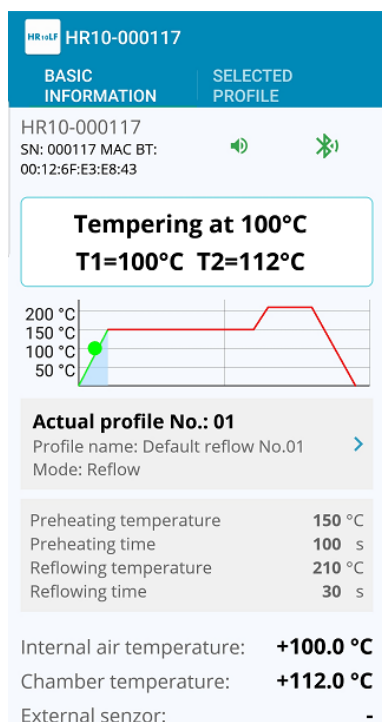 HR10LF HR10-000117
BASIC INFORMATION
SELECTED PROFILE
HR10-000117
SN: 000117 MAC BT:
00:12:6F:E3:E8:43
Tempering at 100°C
T1=100°C T2=112°C
200 °C
150 °C
100 °C
50 °C
Actual profile No.: 01
Profile name: Default reflow No.01
Mode: Reflow
Preheating temperature 150 °C
Preheating time 100 s
Reflowing temperature 210 °C
Reflowing time 30 s
Internal air temperature: +100.0 °C
Chamber temperature: +112.0 °C
External senzor: -